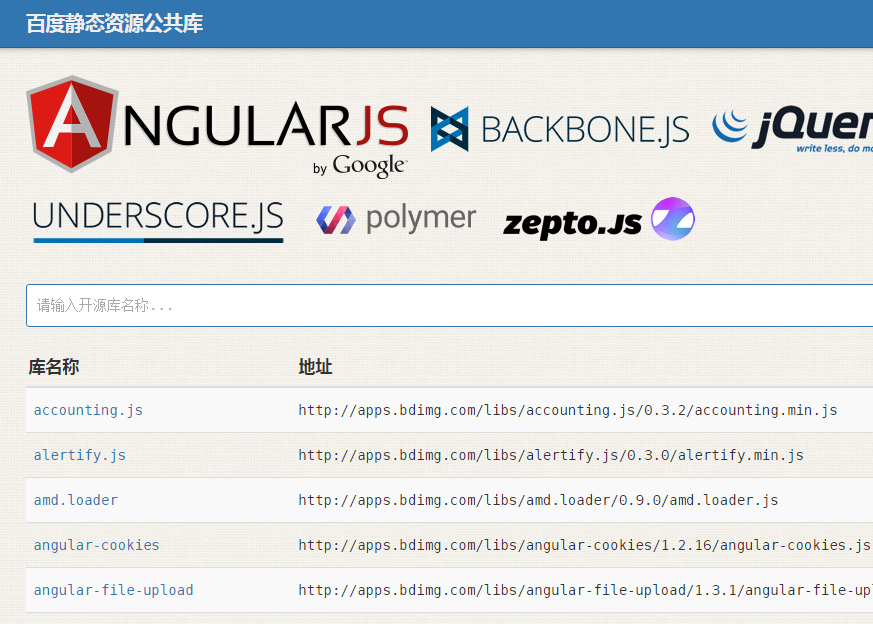 百度静态资源公共库
ANGULARJS
by Google
BACKBONE.JS
jQuer
write less, do mo
UNDERSCORE.JS
polymer
zepto.JS
请输入开源库名称...
库名称 地址
accounting.js http://apps.bdimg.com/libs/accounting.js/0.3.2/accounting.min.js
alertify.js http://apps.bdimg.com/libs/alertify.js/0.3.0/alertify.min.js
amd.loader http://apps.bdimg.com/libs/amd.loader/0.9.0/amd.loader.js
angular-cookies http://apps.bdimg.com/libs/angular-cookies/1.2.16/angular-cookies.js
angular-file-upload http://apps.bdimg.com/libs/angular-file-upload/1.3.1/angular-file-upl